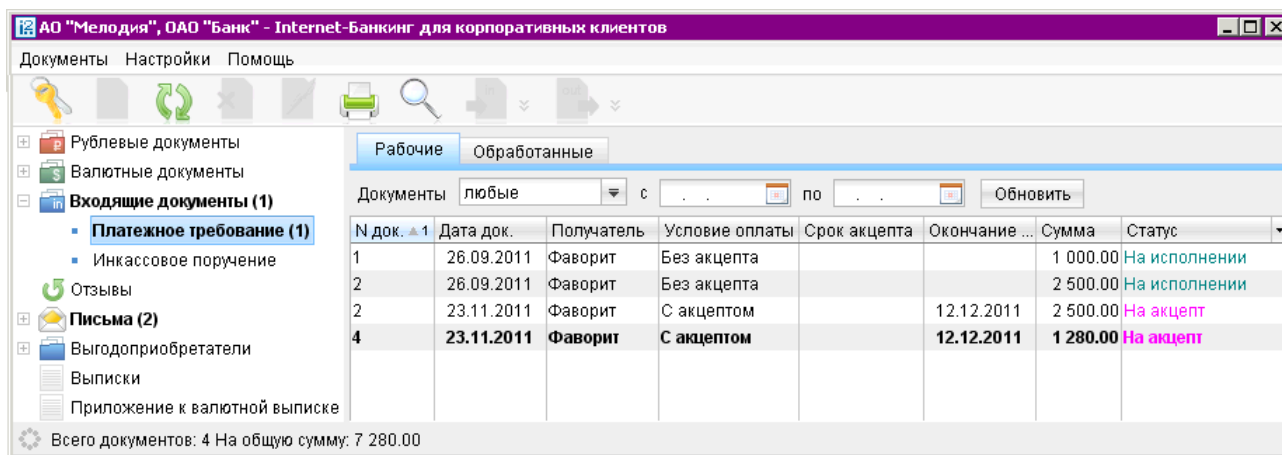 АО "Мелодия", ОАО "Банк" - Internet-Банкинг для корпоративных клиентов
Документы Настройки Помощь
in out
Рублевые документы
Валютные документы
Входящие документы (1)
Платежное требование (1)
Инкассовое поручение
Отзывы
Письма (2)
Выгодоприобретатели
Выписки
Приложение к валютной выписке
Рабочие Обработанные
Документы любые с . . по . . Обновить
N док. 1 Дата док. Получатель Условие оплаты Срок акцепта Окончание ... Сумма Статус
1 26.09.2011 Фаворит Без акцепта 1 000.00 На исполнении
2 26.09.2011 Фаворит Без акцепта 2 500.00 На исполнении
2 23.11.2011 Фаворит С акцептом 12.12.2011 2 500.00 На акцепт
4 23.11.2011 Фаворит С акцептом 12.12.2011 1 280.00 На акцепт
Всего документов: 4 На общую сумму: 7 280.00